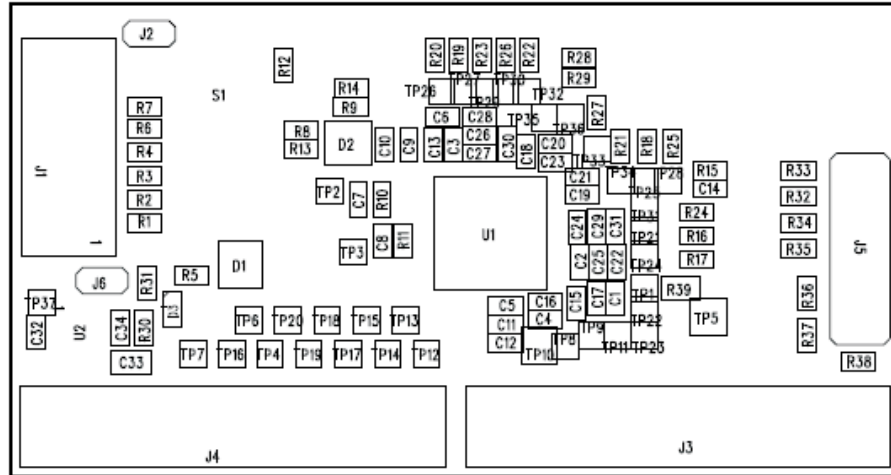 J2
R20 R19 R23 R26 R22
R28
R12
R29
R14
S1
TP26 TP27 TP29 TP30 TP32
R9
R7
R27
C6 C28 TP35 TP36
R6
R8
D2
C10 C9 C13 C3 C26 C30 C18 C20
R13
R4
C27 C23 TP33 R21 R18 R25
J1
R3
C21 TP34 TP28 R15
R33
TP2 C7 R10
C19 TP25 C14
R2
R32
R24
R1
U1
C24 C29 C31 TP31
R34
C8 R11
R16
TP3
TP21
R35
J5
D1
C2 C25 C22 TP24 R17
J6 R31 R5
R39
R36
TP37 1
D3
C5 C16 C15 C17 C1 TP1
TP5
C32 U2 C34 R30
TP6 TP20 TP18 TP15 TP13
C11 C4 TP9 TP22
R37
C12
C33
TP7 TP16 TP4 TP19 TP17 TP14 TP12
TP10 TP8 TP11 TP23
R38
J4 J3
1